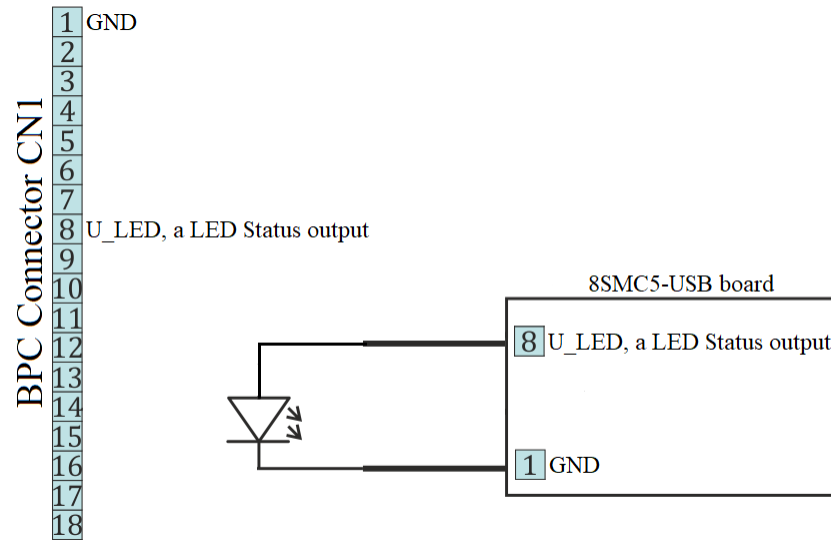 BPC Connector CN1
1 GND
2
3
4
5
6
7
8 U_LED, a LED Status output
9
10
11
12
13
14
15
16
17
18
8SMC5-USB board
8 U_LED, a LED Status output
1 GND